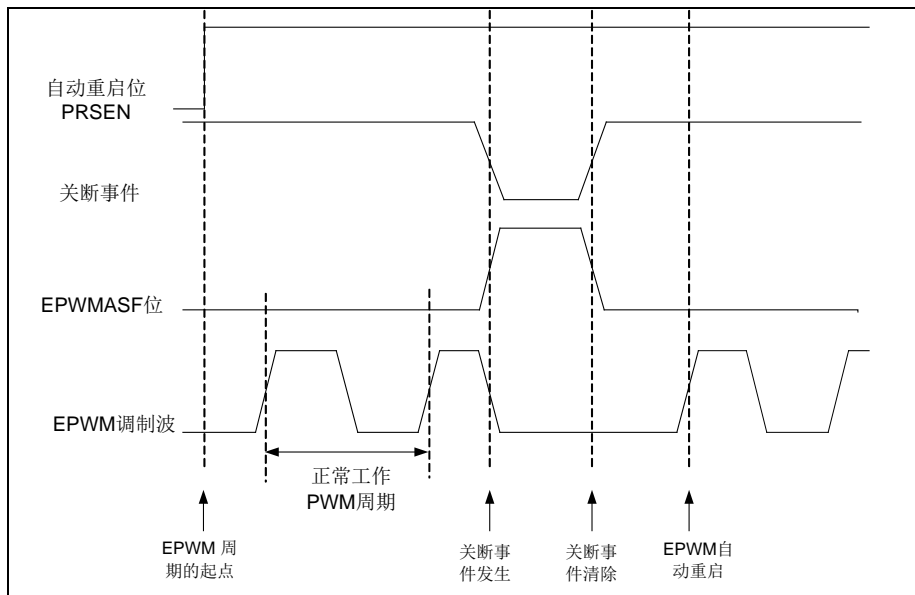 自动重启位
PRSEN
关断事件
EPWMASF位
EPWM调制波
正常工作
PWM周期
EPWM 周
期的起点
关断事
件发生
关断事
件清除
EPWM自
动重启